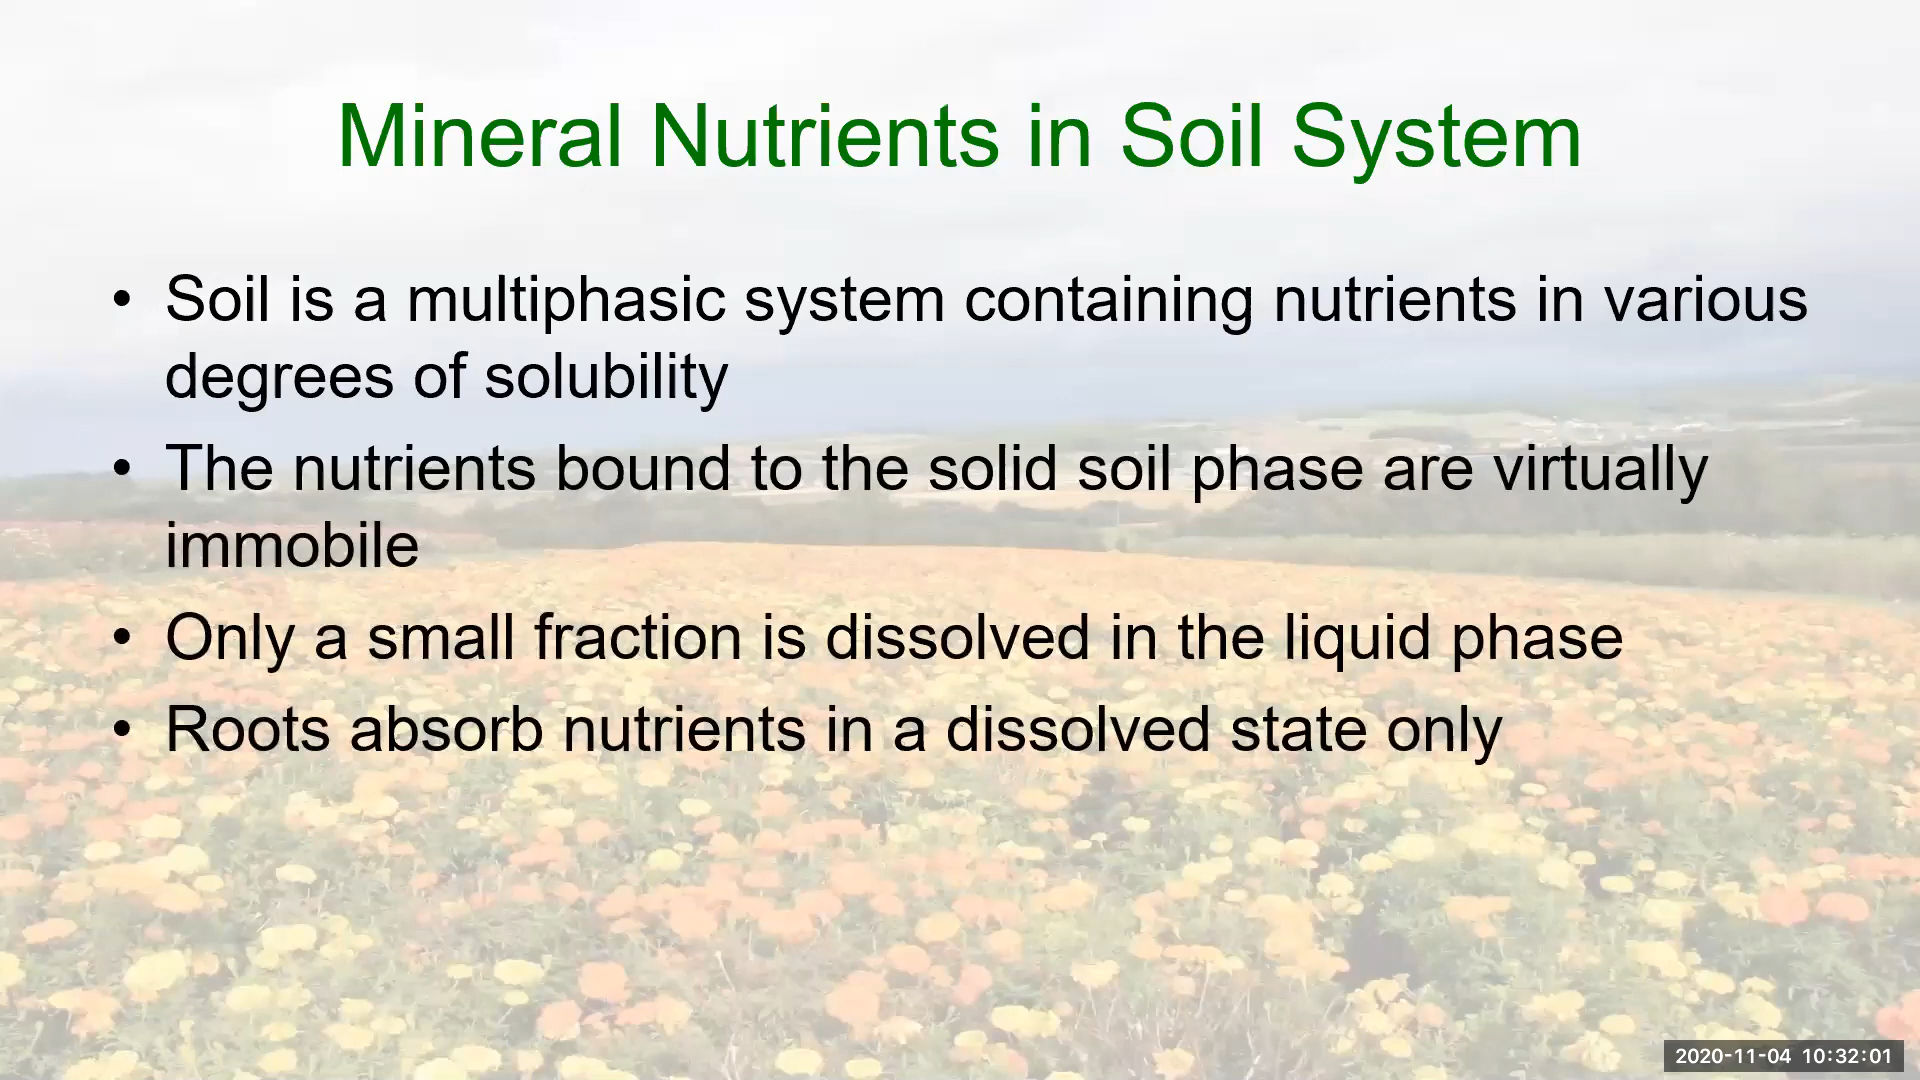 Mineral Nutrients in Soil System
• Soil is a multiphasic system containing nutrients in various
degrees of solubility
• The nutrients bound to the solid soil phase are virtually
immobile
• Only a small fraction is dissolved in the liquid phase
• Roots absorb nutrients in a dissolved state only
2020-11-04 10:32:01